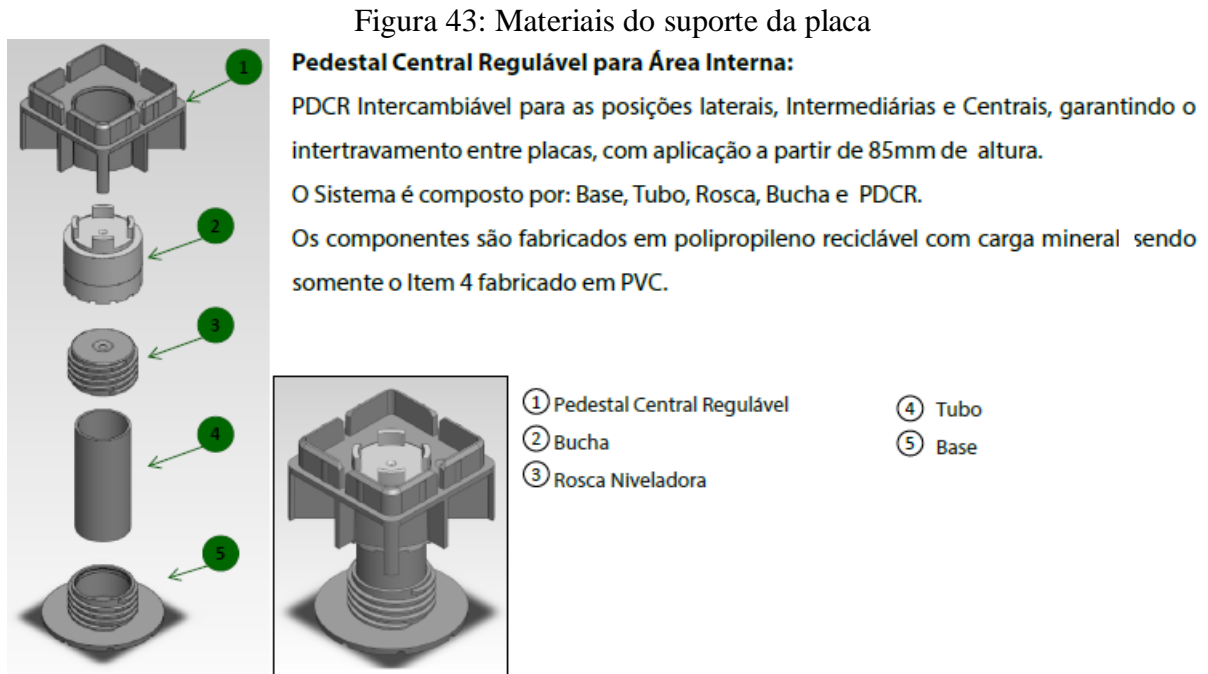 Figura 43: Materiais do suporte da placa
Pedestal Central Regulável para Área Interna:
PDCR Intercambiável para as posições laterais, Intermediárias e Centrais, garantindo o
intertravamento entre placas, com aplicação a partir de 85mm de altura.
O Sistema é composto por: Base, Tubo, Rosca, Bucha e PDCR.
Os componentes são fabricados em polipropileno reciclável com carga mineral sendo
somente o Item 4 fabricado em PVC.
1
2
3
4
5
1 Pedestal Central Regulável
2 Bucha
3 Rosca Niveladora
4 Tubo
5 Base